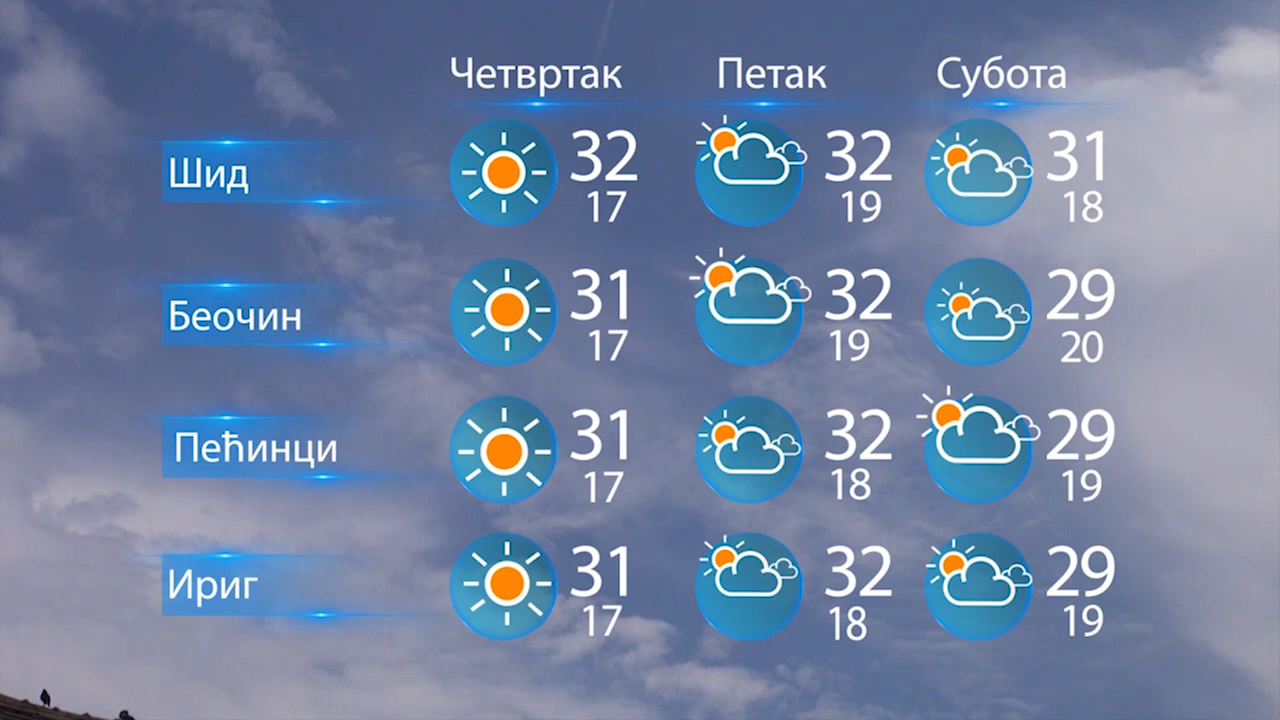 Четвртак Петак Субота
Шид 32 32 31
17 19 18
Беочин 31 32 29
17 19 20
Пећинци 31 32 29
17 18 19
Ириг 31 32 29
17 18 19